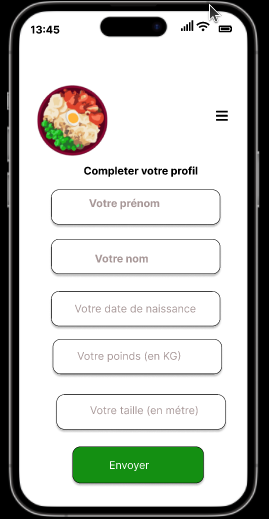 13:45
Completer votre profil
Votre prénom
Votre nom
Votre date de naissance
Votre poinds (en KG)
Votre taille (en métre)
Envoyer